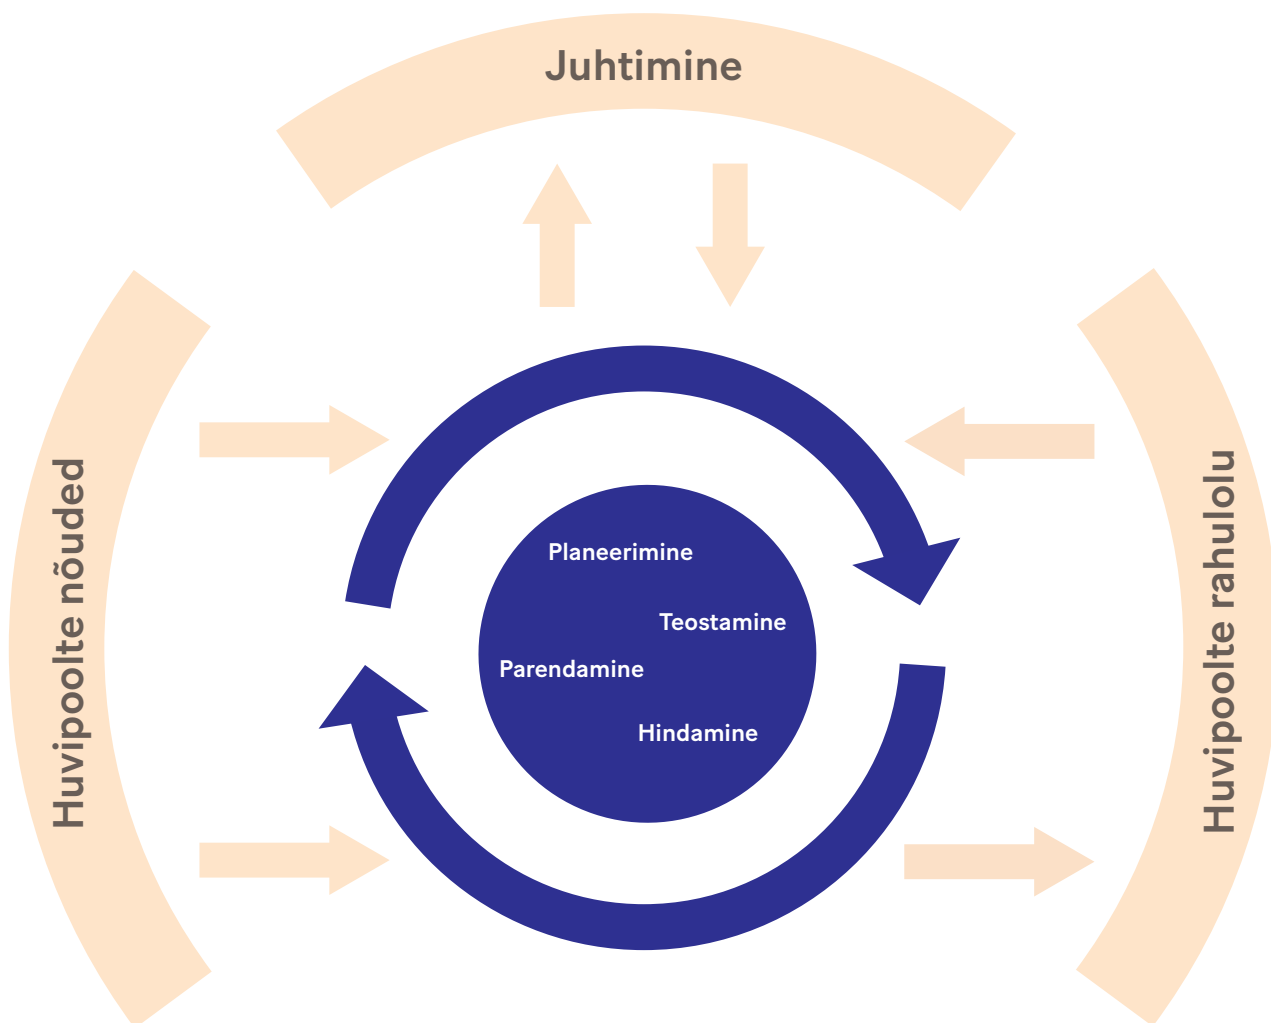 Juhtimine
Huvipoolte nõuded
Planeerimine
Teostamine
Parendamine
Hindamine
Huvipoolte rahulolu